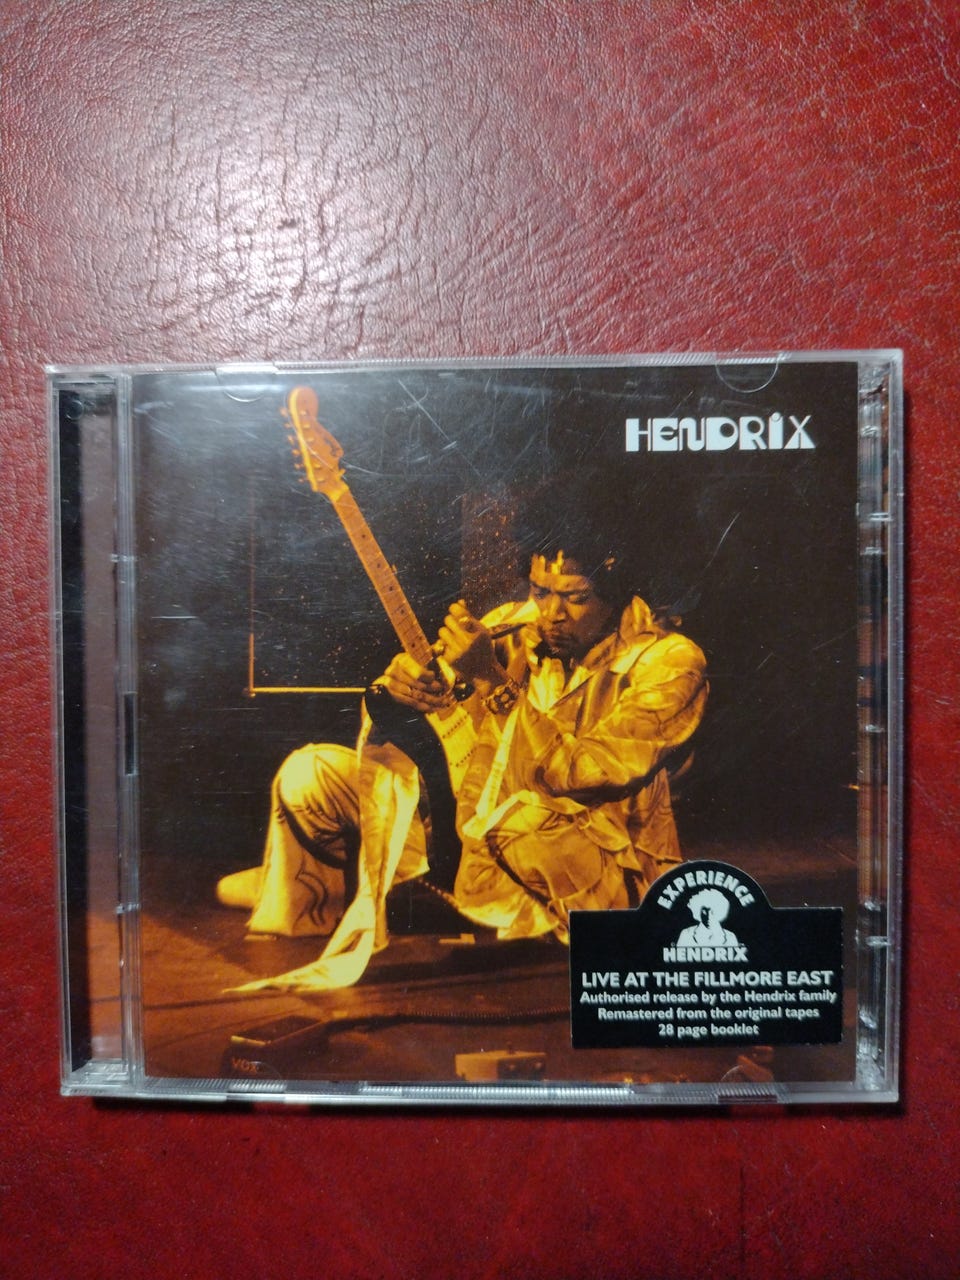 HENDRiX
EXPERIENCE
HENDRIX
LIVE AT THE FILLMORE EAST
Authorised release by the Hendrix family
Remastered from the original tapes
28 page booklet
VOX